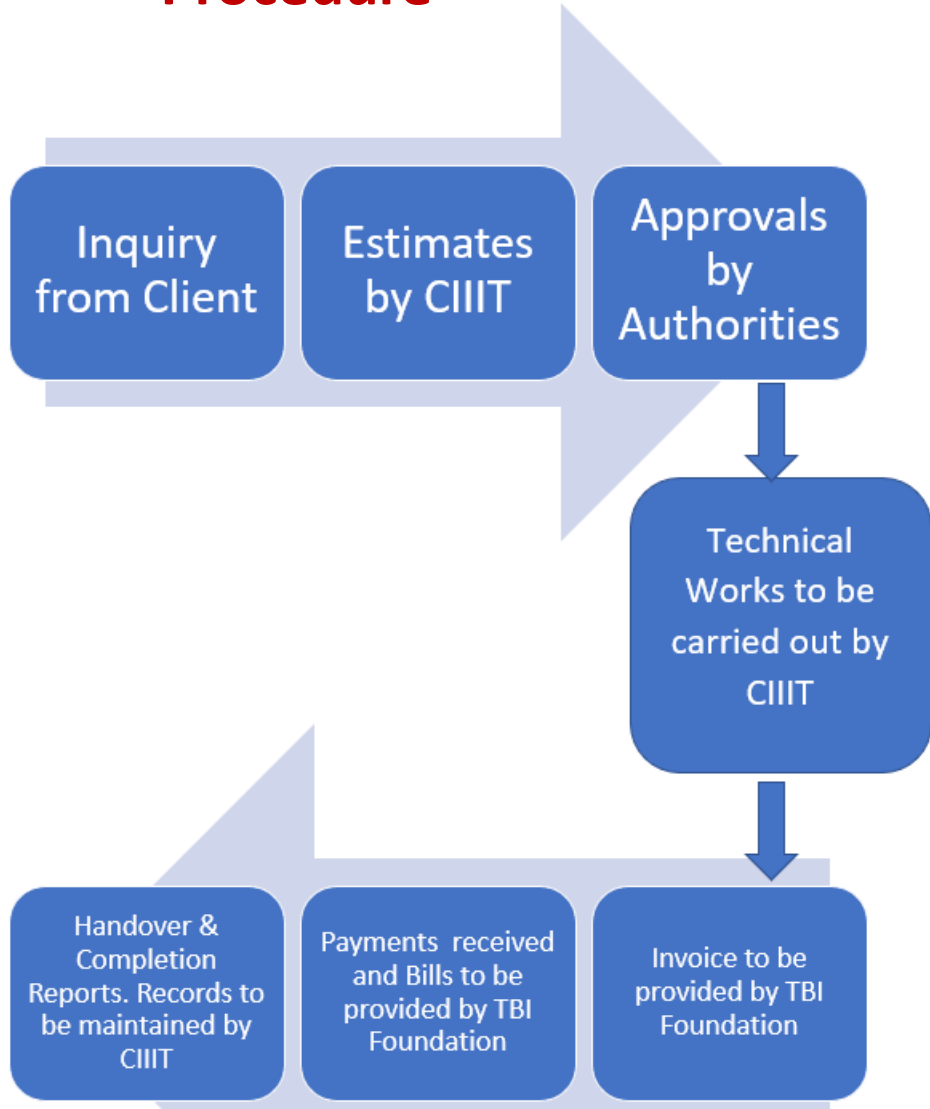 Procedure
Inquiry
from Client
Estimates
by CIIIT
Approvals
by
Authorities
Technical
Works to be
carried out by
CIIIT
Invoice to be
provided by TBI
Foundation
Payments received
and Bills to be
provided by TBI
Foundation
Handover &
Completion
Reports. Records to
be maintained by
CIIIT